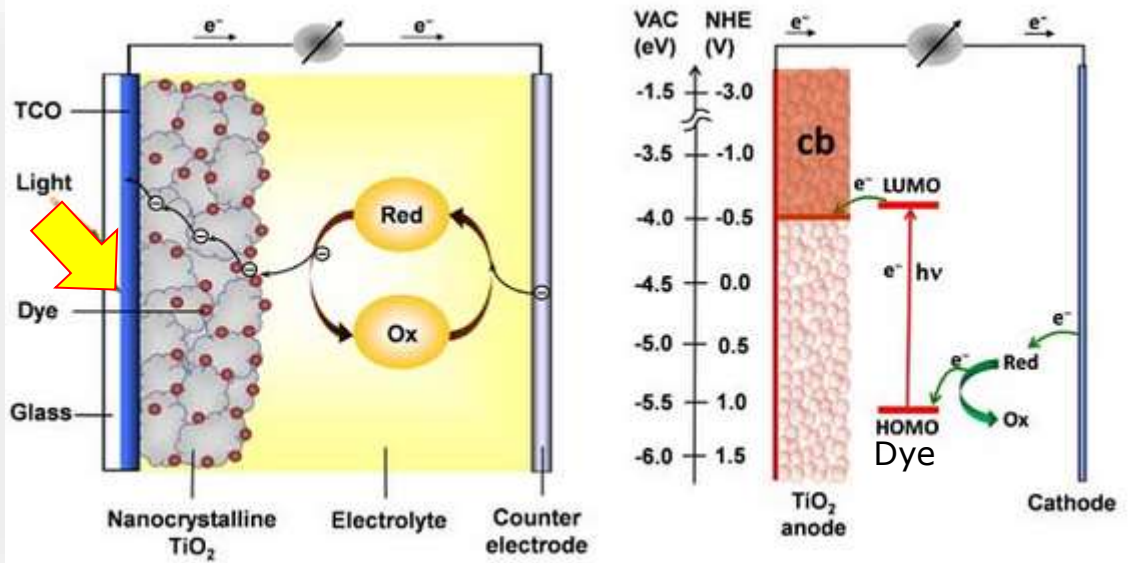 e⁻
e⁻
TCO
Light
Dye
Glass
Red
Ox
Nanocrystalline
TiO₂
Electrolyte
Counter
electrode
VAC
(eV)
NHE
(V)
-1.5
-3.0
-3.5
-1.0
-4.0
-0.5
-4.5
0.0
-5.0
0.5
-5.5
1.0
-6.0
1.5
e⁻
e⁻
cb
e⁻
LUMO
e⁻
hν
e⁻
e⁻
Red
Ox
HOMO
Dye
TiO₂
anode
Cathode